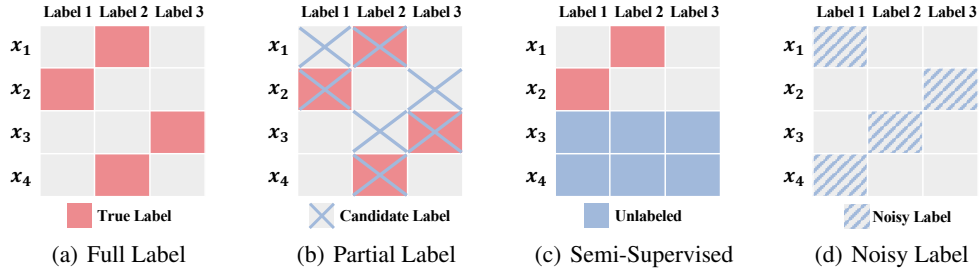 Label 1 Label 2 Label 3 Label 1 Label 2 Label 3 Label 1 Label 2 Label 3 Label 1 Label 2 Label 3
x1 x1 x1 x1
x2 x2 x2 x2
x3 x3 x3 x3
x4 x4 x4 x4
True Label Candidate Label Unlabeled Noisy Label
(a) Full Label (b) Partial Label (c) Semi-Supervised (d) Noisy Label